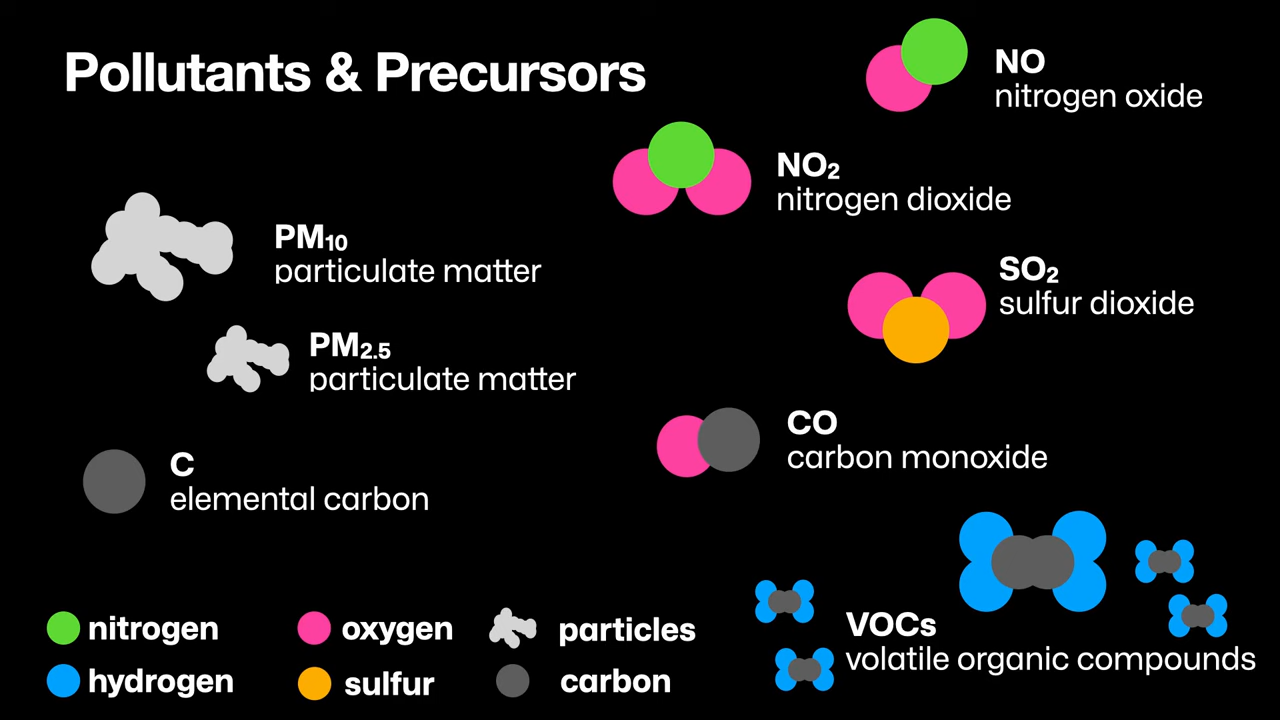 Pollutants & Precursors
NO
nitrogen oxide
NO₂
nitrogen dioxide
PM₁₀
particulate matter
SO₂
sulfur dioxide
PM₂.₅
particulate matter
CO
carbon monoxide
C
elemental carbon
VOCs
volatile organic compounds
nitrogen oxygen particles
hydrogen sulfur carbon